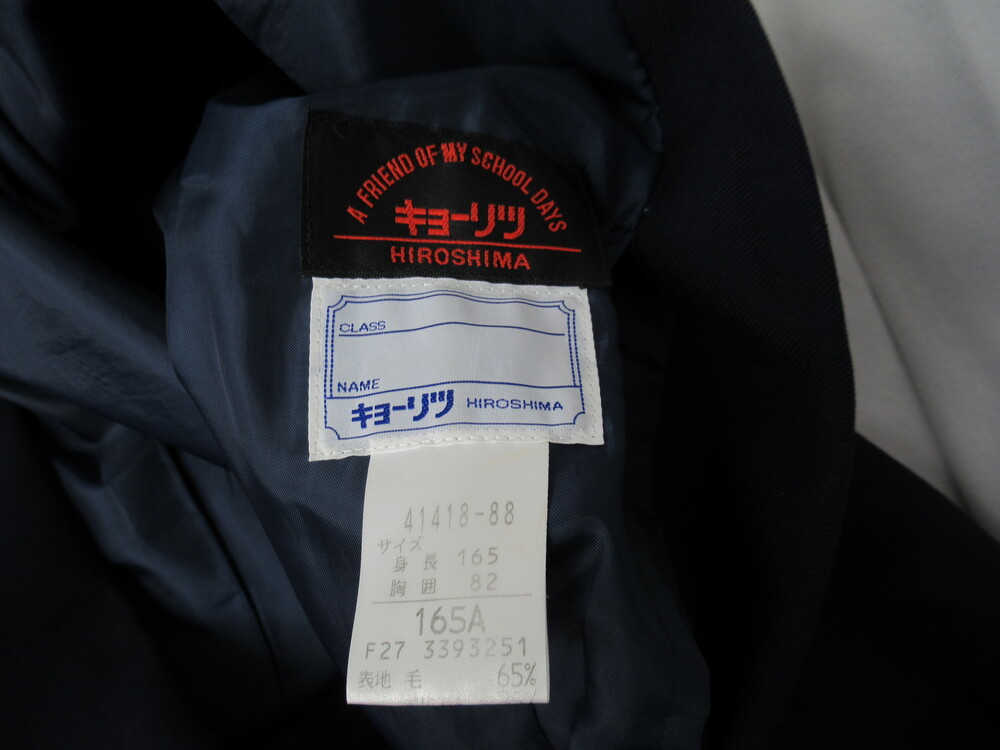 A FRIEND OF MY SCHOOL DAYS
キョーリツ
HIROSHIMA
CLASS
NAME
キョーリツ HIROSHIMA
41418-88
サイズ
身長 165
胸囲 82
165A
F27 3393251
表地 毛 65%